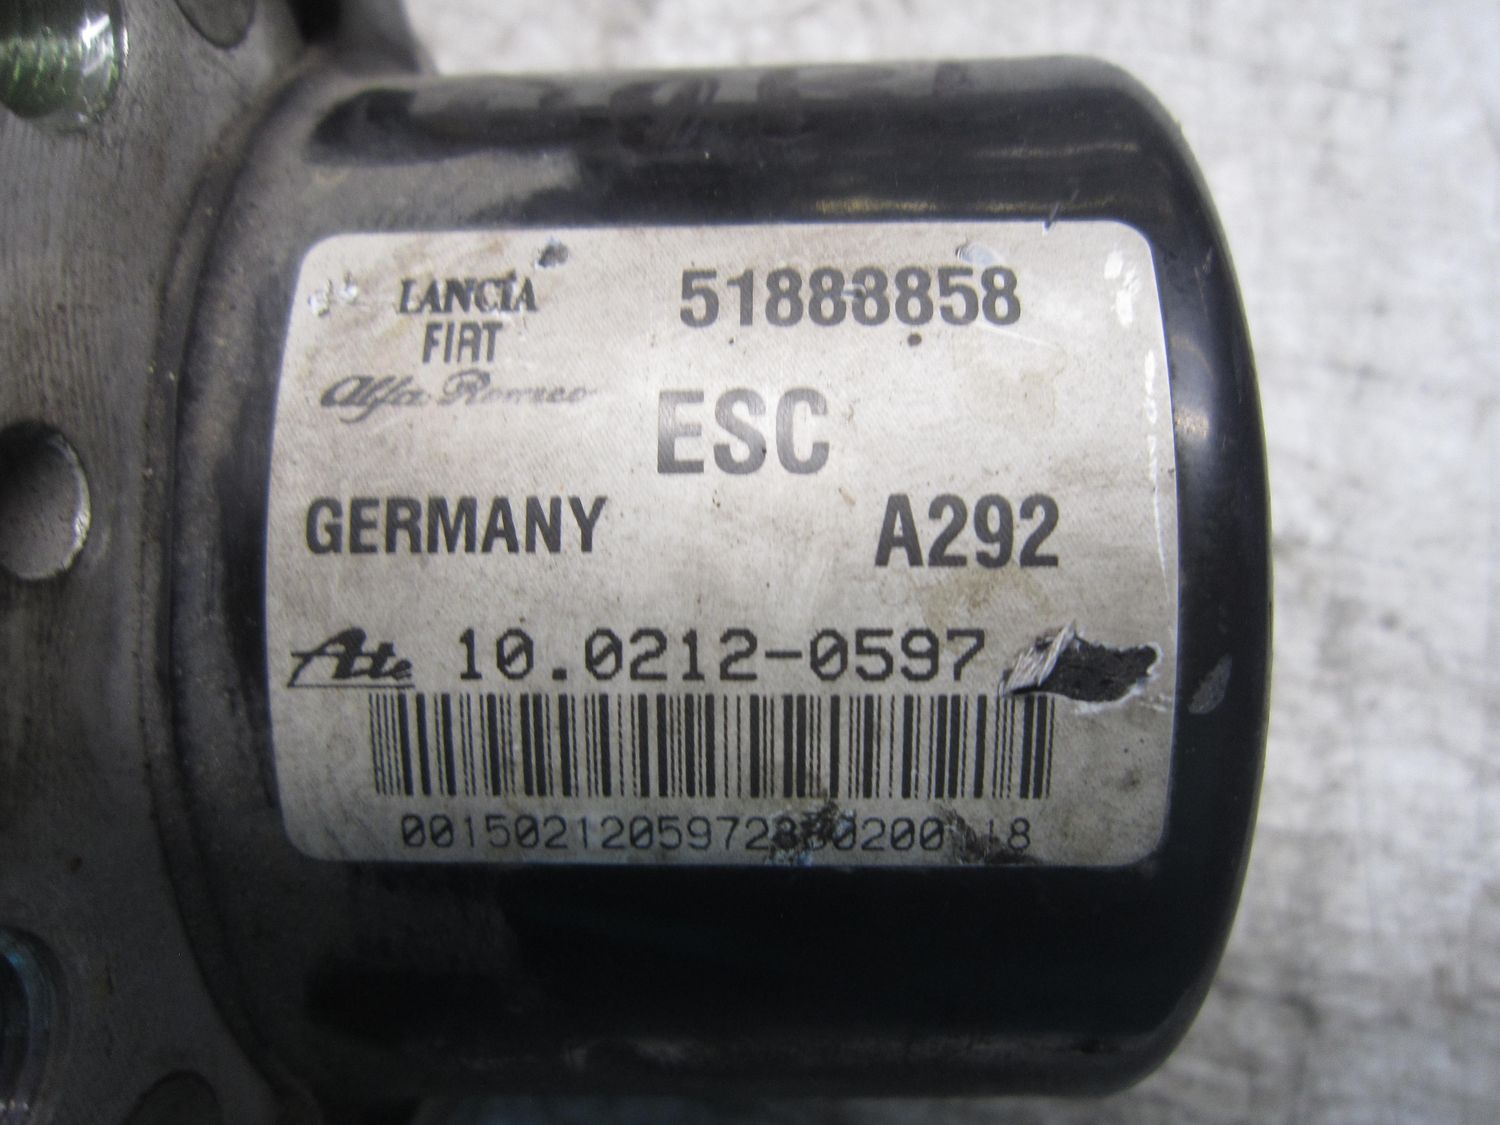 LANCIA 51888858
FIAT
Alfa Romeo
ESC
GERMANY A292
Ate 10.0212-0597